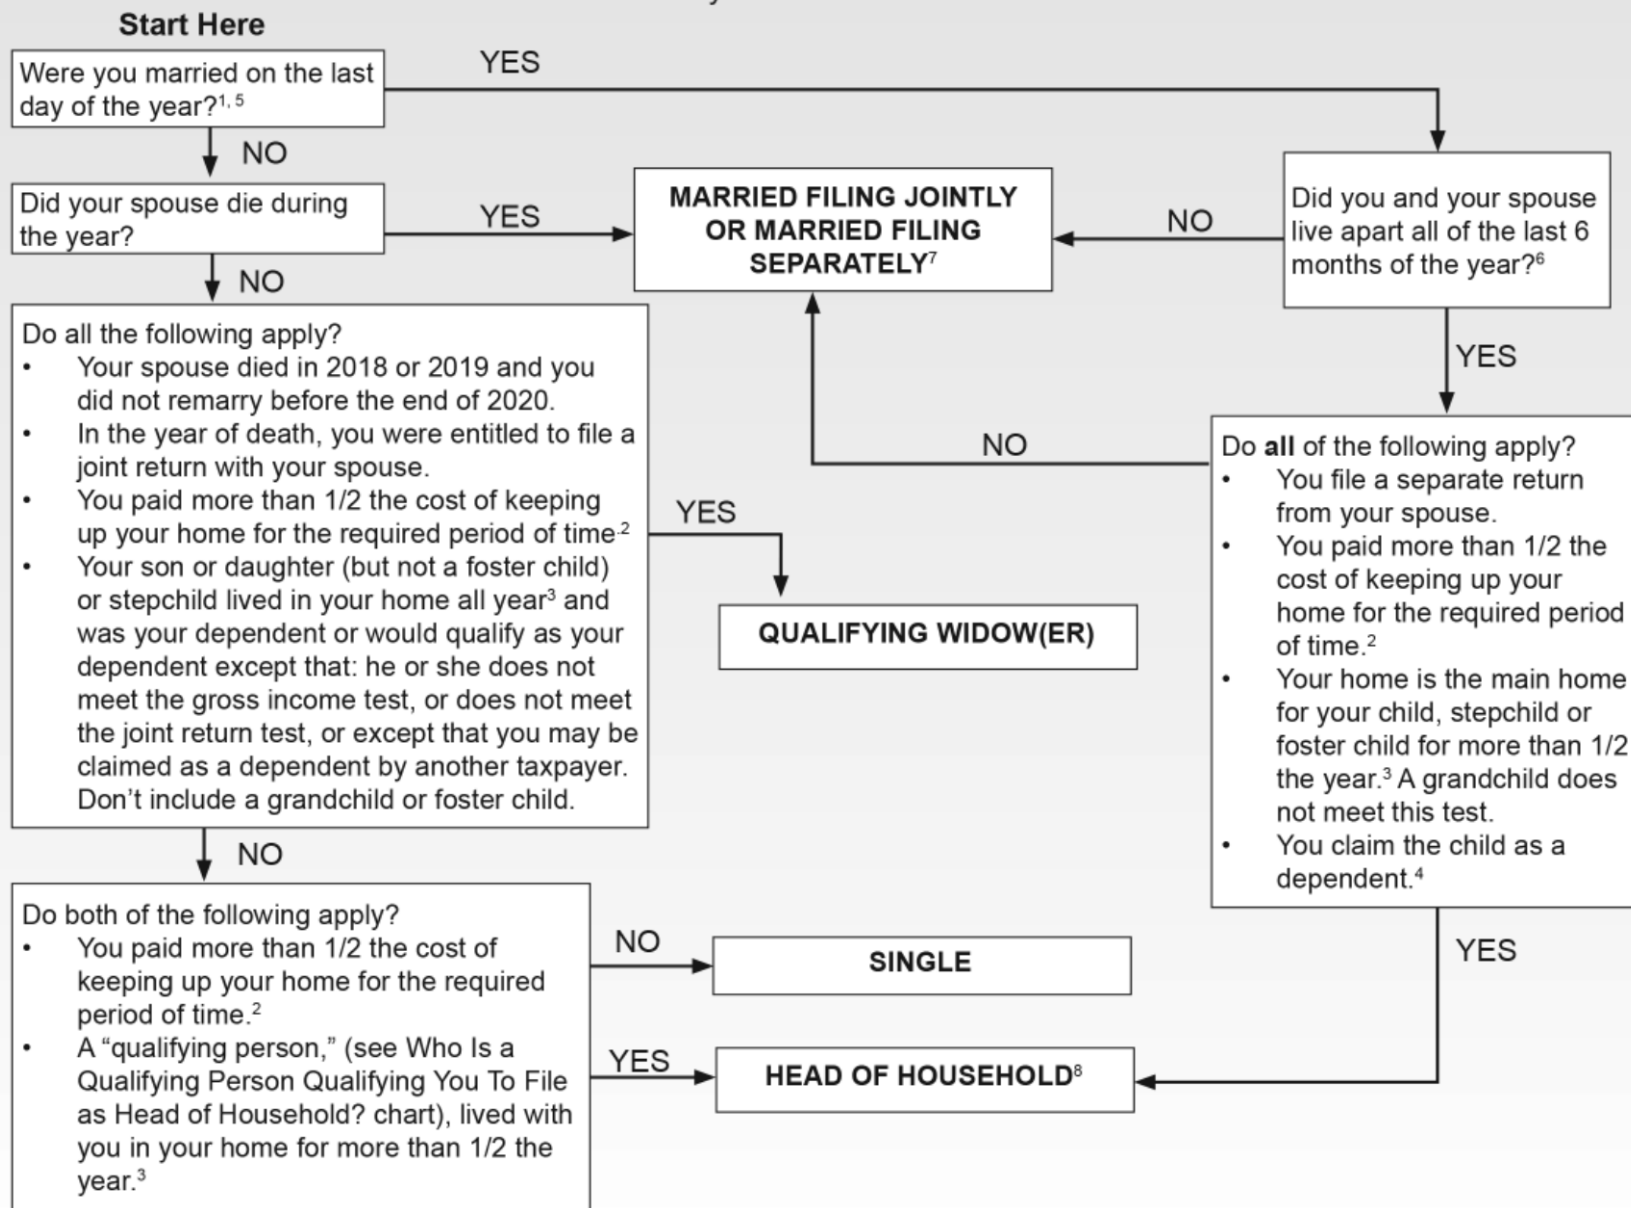 Start Here
Were you married on the last
day of the year?1, 5
YES
NO
Did your spouse die during
the year?
YES
MARRIED FILING JOINTLY
OR MARRIED FILING
SEPARATELY7
NO
Did you and your spouse
live apart all of the last 6
months of the year?6
NO
YES
Do all the following apply?
• Your spouse died in 2018 or 2019 and you
did not remarry before the end of 2020.
• In the year of death, you were entitled to file a
joint return with your spouse.
• You paid more than 1/2 the cost of keeping
up your home for the required period of time.2
• Your son or daughter (but not a foster child)
or stepchild lived in your home all year3 and
was your dependent or would qualify as your
dependent except that: he or she does not
meet the gross income test, or does not meet
the joint return test, or except that you may be
claimed as a dependent by another taxpayer.
Don’t include a grandchild or foster child.
YES
QUALIFYING WIDOW(ER)
NO
Do all of the following apply?
• You file a separate return
from your spouse.
• You paid more than 1/2 the
cost of keeping up your
home for the required period
of time.2
• Your home is the main home
for your child, stepchild or
foster child for more than 1/2
the year.3 A grandchild does
not meet this test.
• You claim the child as a
dependent.4
NO
YES
Do both of the following apply?
• You paid more than 1/2 the cost of
keeping up your home for the required
period of time.2
• A “qualifying person,” (see Who Is a
Qualifying Person Qualifying You To File
as Head of Household? chart), lived with
you in your home for more than 1/2 the
year.3
NO
SINGLE
YES
HEAD OF HOUSEHOLD8